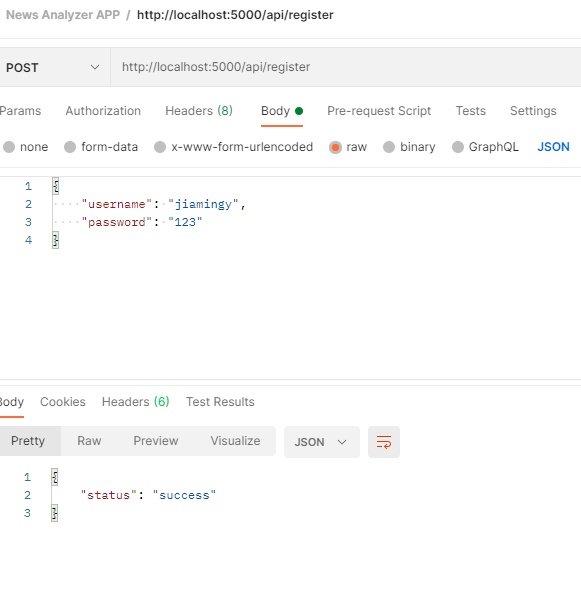 News Analyzer APP / http://localhost:5000/api/register
POST http://localhost:5000/api/register
Params Authorization Headers (8) Body Pre-request Script Tests Settings
none form-data x-www-form-urlencoded raw binary GraphQL JSON
1 {
2 "username": "jiamingy",
3 "password": "123"
4 }
Body Cookies Headers (6) Test Results
Pretty Raw Preview Visualize JSON
1 {
2 "status": "success"
3 }